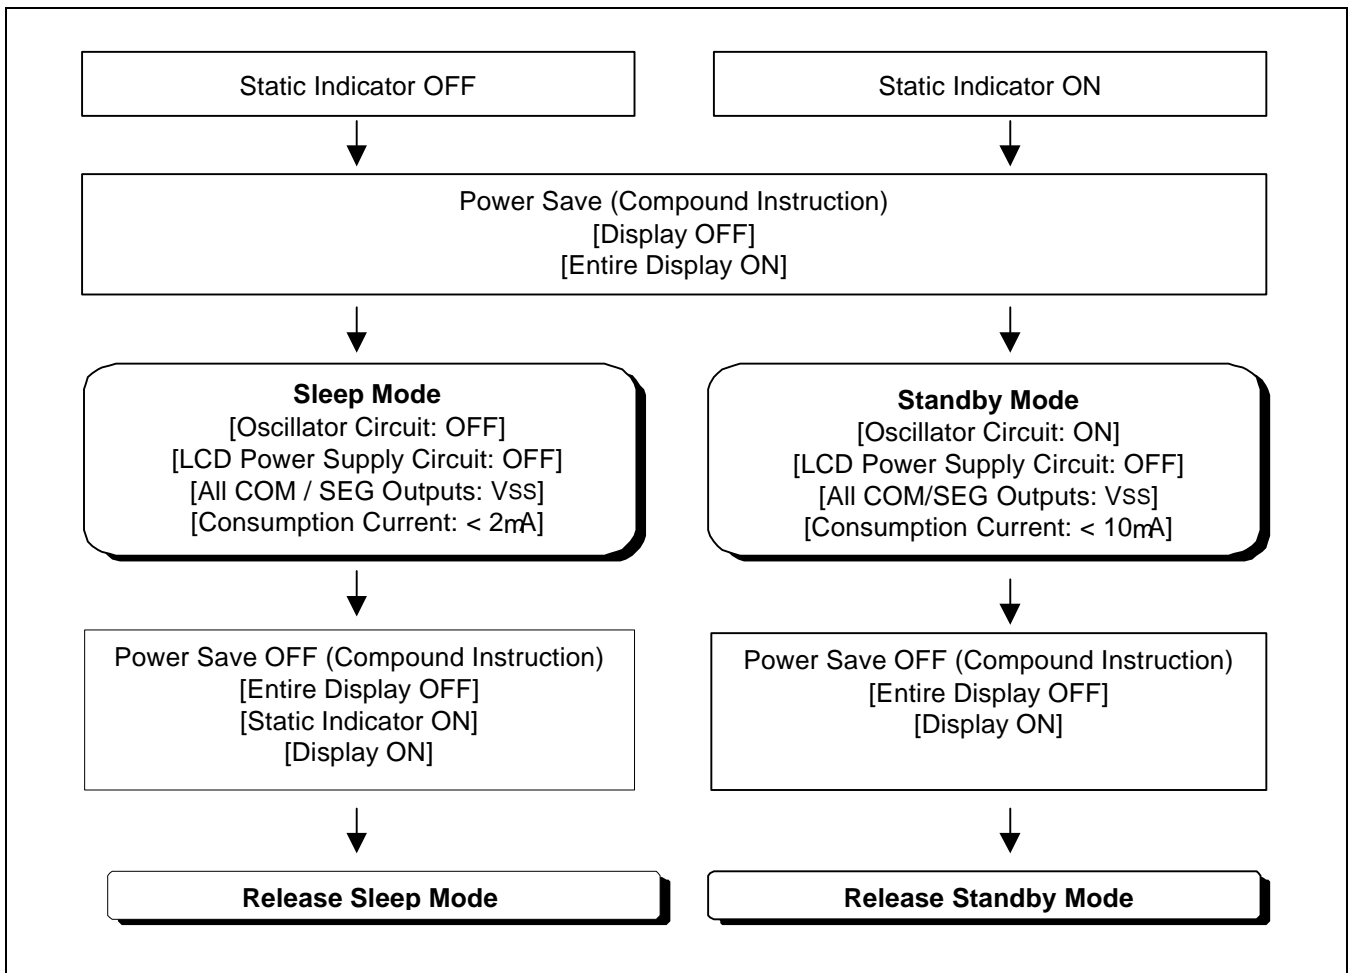 Static Indicator OFF
Static Indicator ON
Power Save (Compound Instruction)
[Display OFF]
[Entire Display ON]
Sleep Mode
[Oscillator Circuit: OFF]
[LCD Power Supply Circuit: OFF]
[All COM / SEG Outputs: VSS]
[Consumption Current: < 2mA]
Standby Mode
[Oscillator Circuit: ON]
[LCD Power Supply Circuit: OFF]
[All COM/SEG Outputs: VSS]
[Consumption Current: < 10mA]
Power Save OFF (Compound Instruction)
[Entire Display OFF]
[Static Indicator ON]
[Display ON]
Power Save OFF (Compound Instruction)
[Entire Display OFF]
[Display ON]
Release Sleep Mode
Release Standby Mode